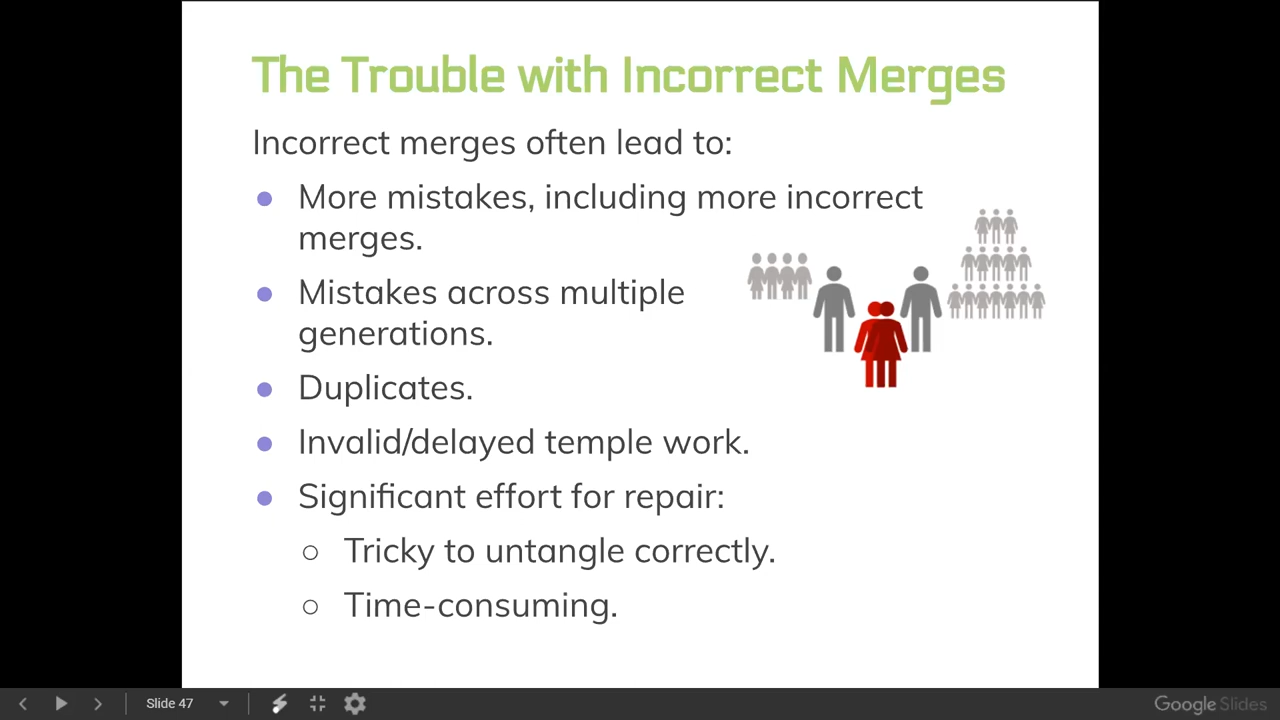 The Trouble with Incorrect Merges
Incorrect merges often lead to:
● More mistakes, including more incorrect
merges.
● Mistakes across multiple
generations.
● Duplicates.
● Invalid/delayed temple work.
● Significant effort for repair:
○ Tricky to untangle correctly.
○ Time-consuming.
Slide 47
Google Slides